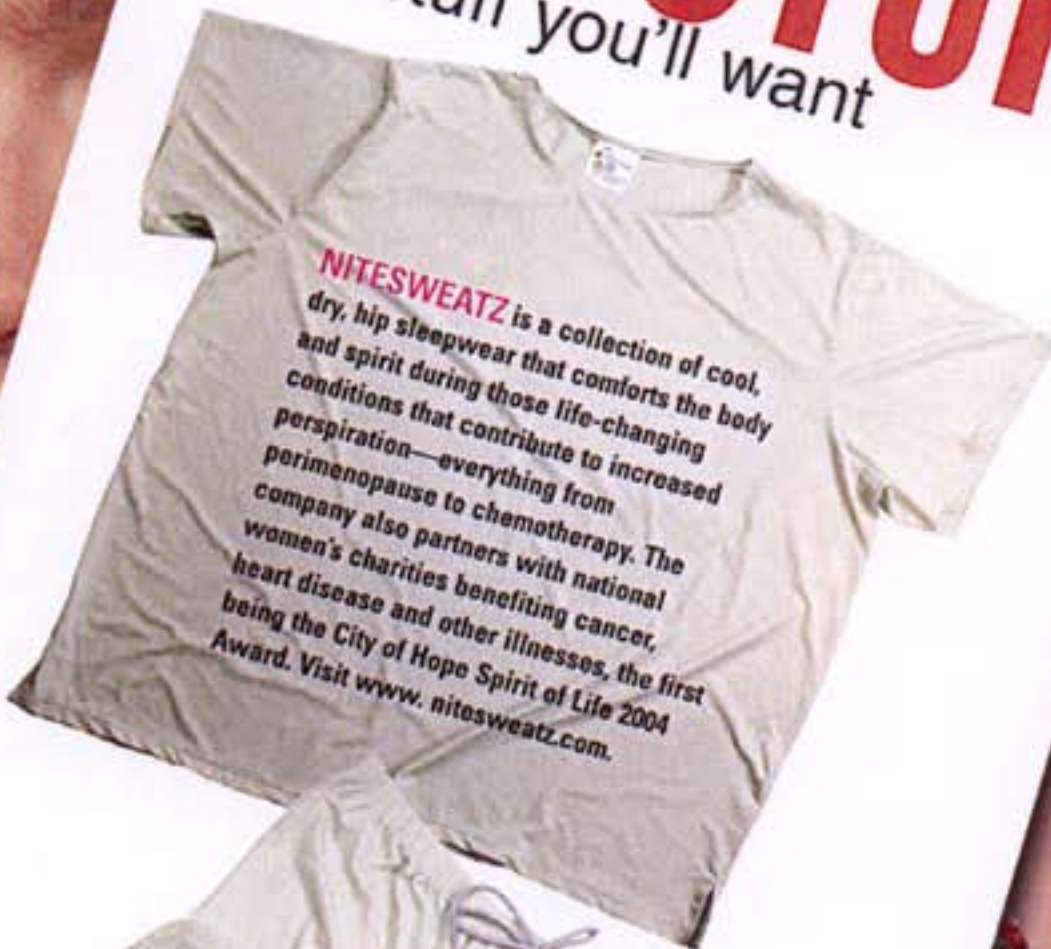 you'll want
NITESWEATZ is a collection of cool,
dry, hip sleepwear that comforts the body
and spirit during those life-changing
conditions that contribute to increased
perspiration—everything from
perimenopause to chemotherapy. The
company also partners with national
women's charities benefiting cancer,
heart disease and other illnesses, the first
being the City of Hope Spirit of Life 2004
Award. Visit www. nitesweatz.com.